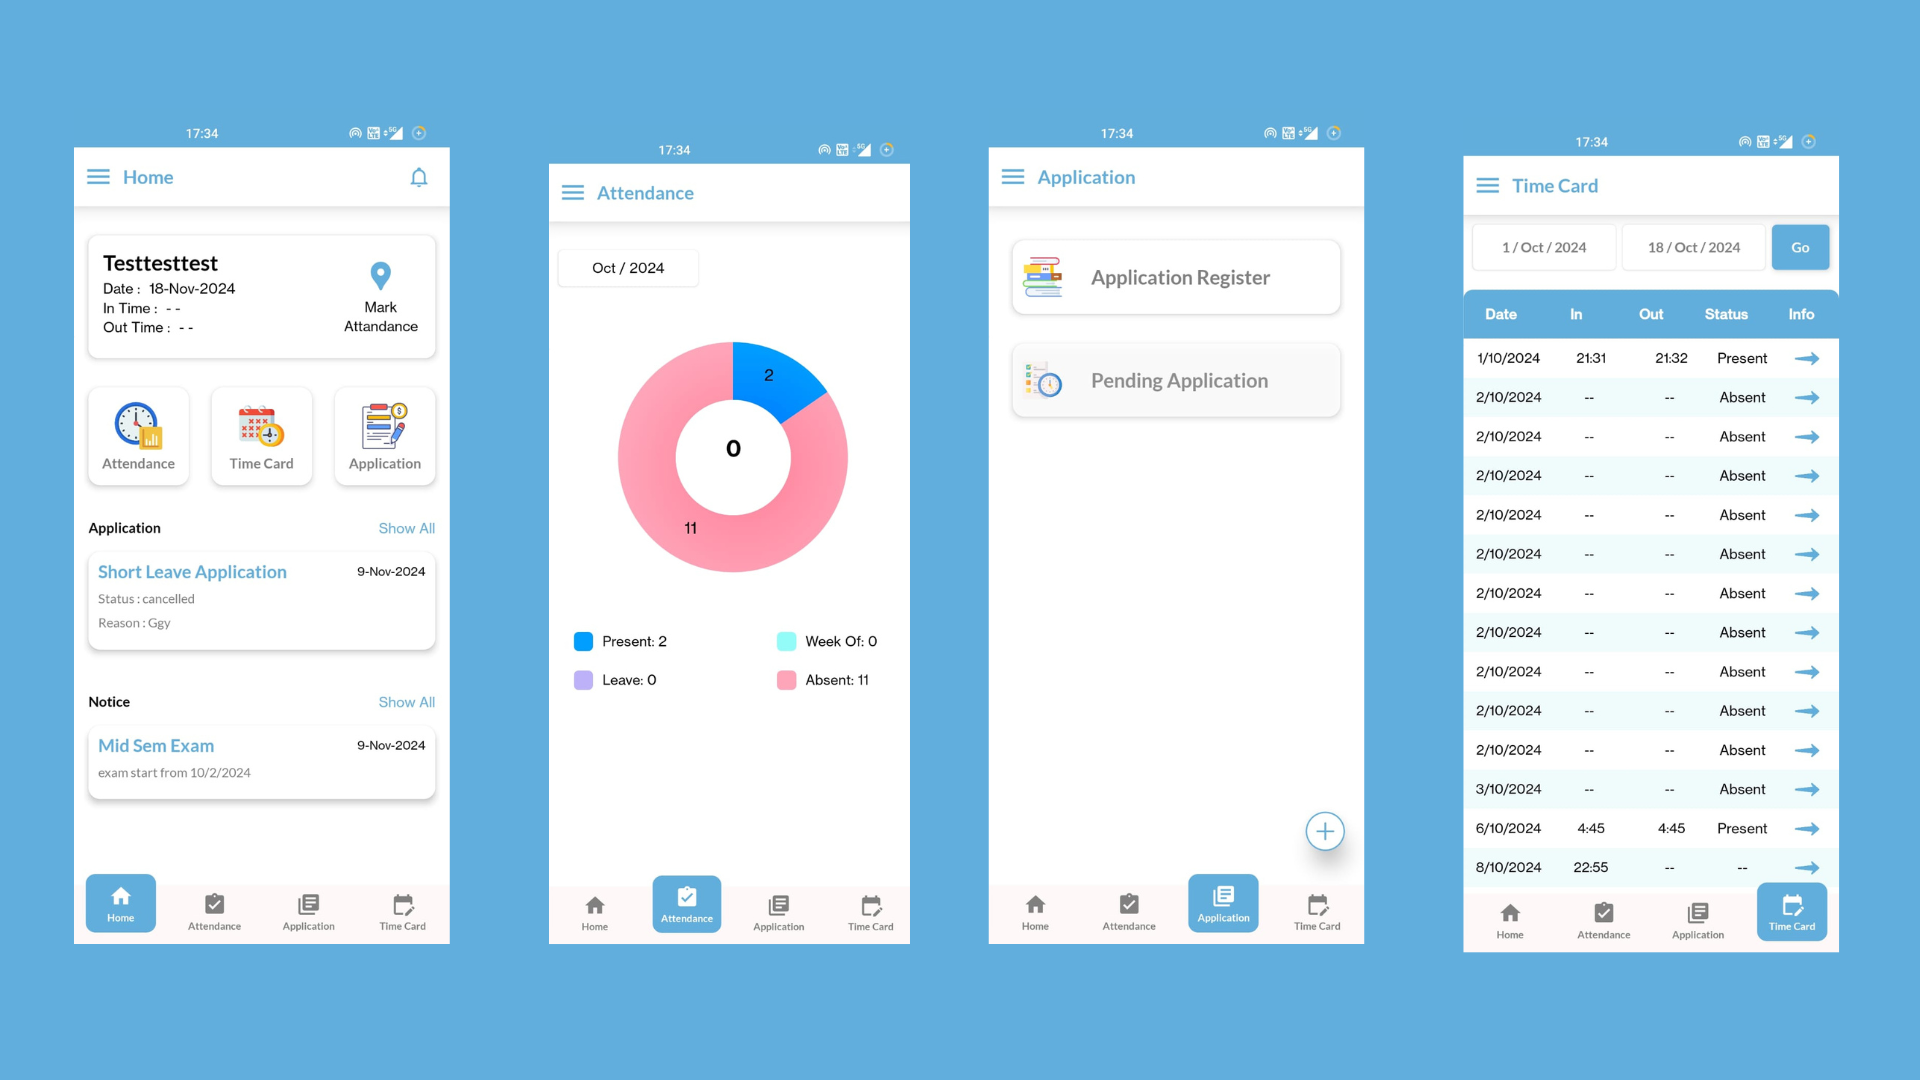 17:34
Home
Testtesttest
Date : 18-Nov-2024
In Time : - -
Out Time : - -
Mark
Attandance
Attendance
Time Card
Application
Application Show All
Short Leave Application 9-Nov-2024
Status : cancelled
Reason : Ggy
Notice Show All
Mid Sem Exam 9-Nov-2024
exam start from 10/2/2024
Home
Attendance
Application
Time Card
17:34
Attendance
Oct / 2024
2
0
11
Present: 2
Week Of: 0
Leave: 0
Absent: 11
Home
Attendance
Application
Time Card
17:34
Application
Application Register
Pending Application
Home
Attendance
Application
Time Card
17:34
Time Card
1 / Oct / 2024 18 / Oct / 2024 Go
Date In Out Status Info
1/10/2024 21:31 21:32 Present
2/10/2024 -- -- Absent
2/10/2024 -- -- Absent
2/10/2024 -- -- Absent
2/10/2024 -- -- Absent
2/10/2024 -- -- Absent
2/10/2024 -- -- Absent
2/10/2024 -- -- Absent
2/10/2024 -- -- Absent
2/10/2024 -- -- Absent
2/10/2024 -- -- Absent
3/10/2024 -- -- Absent
6/10/2024 4:45 4:45 Present
8/10/2024 22:55 -- --
Home
Attendance
Application
Time Card